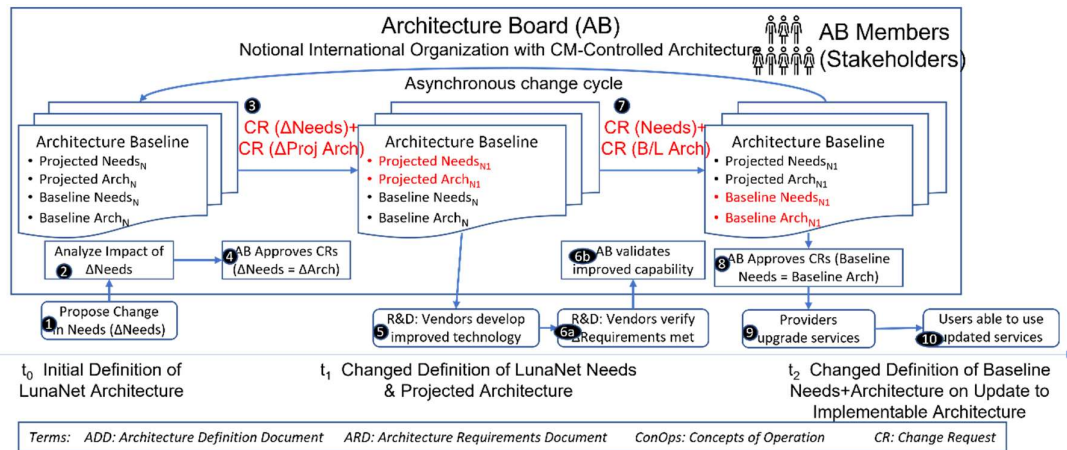 Architecture Board (AB)
Notional International Organization with CM-Controlled Architecture
AB Members
(Stakeholders)
Asynchronous change cycle
Architecture Baseline
• Projected NeedsN
• Projected ArchN
• Baseline NeedsN
• Baseline ArchN
3
CR (ΔNeeds)+
CR (ΔProj Arch)
Architecture Baseline
• Projected NeedsN1
• Projected ArchN1
• Baseline NeedsN
• Baseline ArchN
7
CR (Needs)+
CR (B/L Arch)
Architecture Baseline
• Projected NeedsN1
• Projected ArchN1
• Baseline NeedsN1
• Baseline ArchN1
Analyze Impact of
2 ΔNeeds
4 AB Approves CRs
(ΔNeeds = ΔArch)
6b AB validates
improved capability
8 AB Approves CRs (Baseline
Needs = Baseline Arch)
1 Propose Change
in Needs (ΔNeeds)
R&D: Vendors develop
5 improved technology
R&D: Vendors verify
6a ΔRequirements met
Providers
9 upgrade services
Users able to use
10 updated services
t0 Initial Definition of
LunaNet Architecture
t1 Changed Definition of LunaNet Needs
& Projected Architecture
t2 Changed Definition of Baseline
Needs+Architecture on Update to
Implementable Architecture
Terms: ADD: Architecture Definition Document ARD: Architecture Requirements Document ConOps: Concepts of Operation CR: Change Request